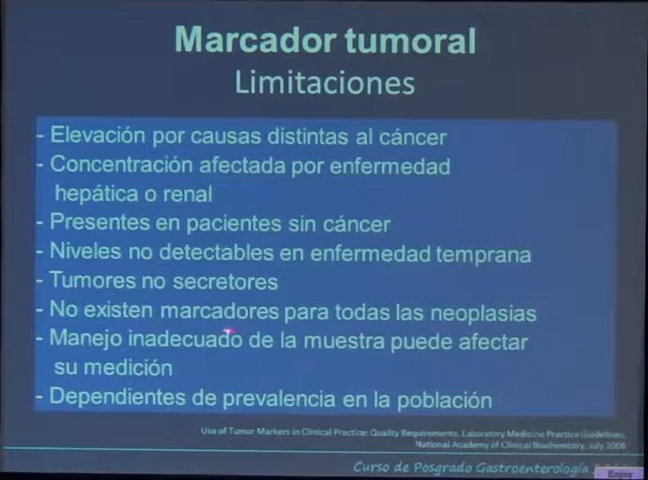 Marcador tumoral
Limitaciones
- Elevación por causas distintas al cáncer
- Concentración afectada por enfermedad
hepática o renal
- Presentes en pacientes sin cáncer
- Niveles no detectables en enfermedad temprana
- Tumores no secretores
- No existen marcadores para todas las neoplasias
- Manejo inadecuado de la muestra puede afectar
su medición
- Dependientes de prevalencia en la población
Use of Tumor Markers in Clinical Practice: Quality Requirements. Laboratory Medicine Practice Guidelines.
National Academy of Clinical Biochemistry. July 2008
Curso de Posgrado Gastroenterología